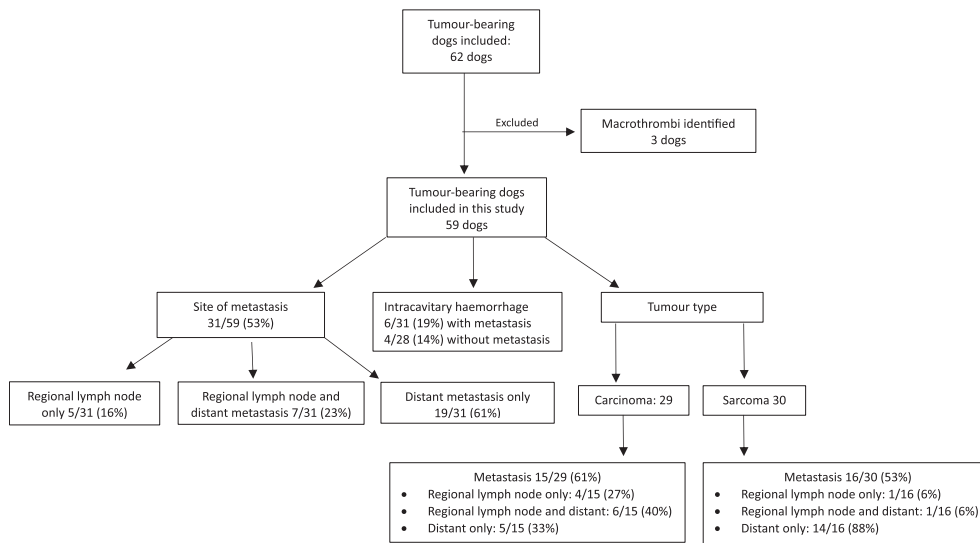 Tumour-bearing
dogs included:
62 dogs
Excluded
Macrothrombi identified
3 dogs
Tumour-bearing dogs
included in this study
59 dogs
Site of metastasis
31/59 (53%)
Intracavitary haemorrhage
6/31 (19%) with metastasis
4/28 (14%) without metastasis
Tumour type
Regional lymph node
only 5/31 (16%)
Regional lymph node and
distant metastasis 7/31 (23%)
Distant metastasis only
19/31 (61%)
Carcinoma: 29
Sarcoma 30
Metastasis 15/29 (61%)
• Regional lymph node only: 4/15 (27%)
• Regional lymph node and distant: 6/15 (40%)
• Distant only: 5/15 (33%)
Metastasis 16/30 (53%)
• Regional lymph node only: 1/16 (6%)
• Regional lymph node and distant: 1/16 (6%)
• Distant only: 14/16 (88%)